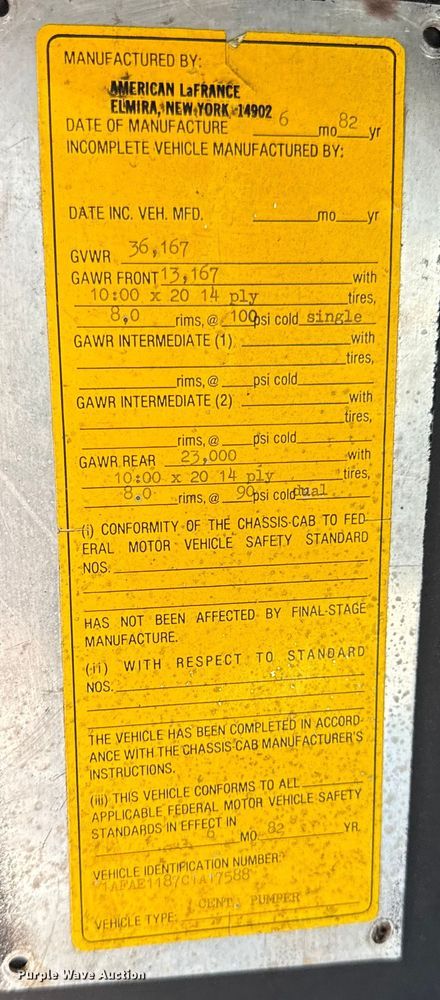 MANUFACTURED BY:
AMERICAN LaFRANCE
ELMIRA, NEW YORK 14902
DATE OF MANUFACTURE 6 mo 82 yr
INCOMPLETE VEHICLE MANUFACTURED BY:
DATE INC. VEH. MFD. mo yr
GVWR 36,167
GAWR FRONT 13,167 with
10:00 x 20 14 ply tires,
8.0 rims, @ 100 psi cold single
GAWR INTERMEDIATE (1) with
tires,
rims, @ psi cold
GAWR INTERMEDIATE (2) with
tires,
rims, @ psi cold
GAWR REAR 23,000 with
10:00 x 20 14 ply tires,
8.0 rims, @ 90 psi cold dual
(i) CONFORMITY OF THE CHASSIS-CAB TO FED
ERAL MOTOR VEHICLE SAFETY STANDARD
NOS.
HAS NOT BEEN AFFECTED BY FINAL-STAGE
MANUFACTURE.
(ii) WITH RESPECT TO STANDARD
NOS.
THE VEHICLE HAS BEEN COMPLETED IN ACCORD-
ANCE WITH THE CHASSIS-CAB MANUFACTURER'S
INSTRUCTIONS.
(iii) THIS VEHICLE CONFORMS TO ALL
APPLICABLE FEDERAL MOTOR VEHICLE SAFETY
STANDARDS IN EFFECT IN
6 MO. 82 YR.
VEHICLE IDENTIFICATION NUMBER:
CENT. PUMPER
VEHICLE TYPE:
Purple Wave Auction